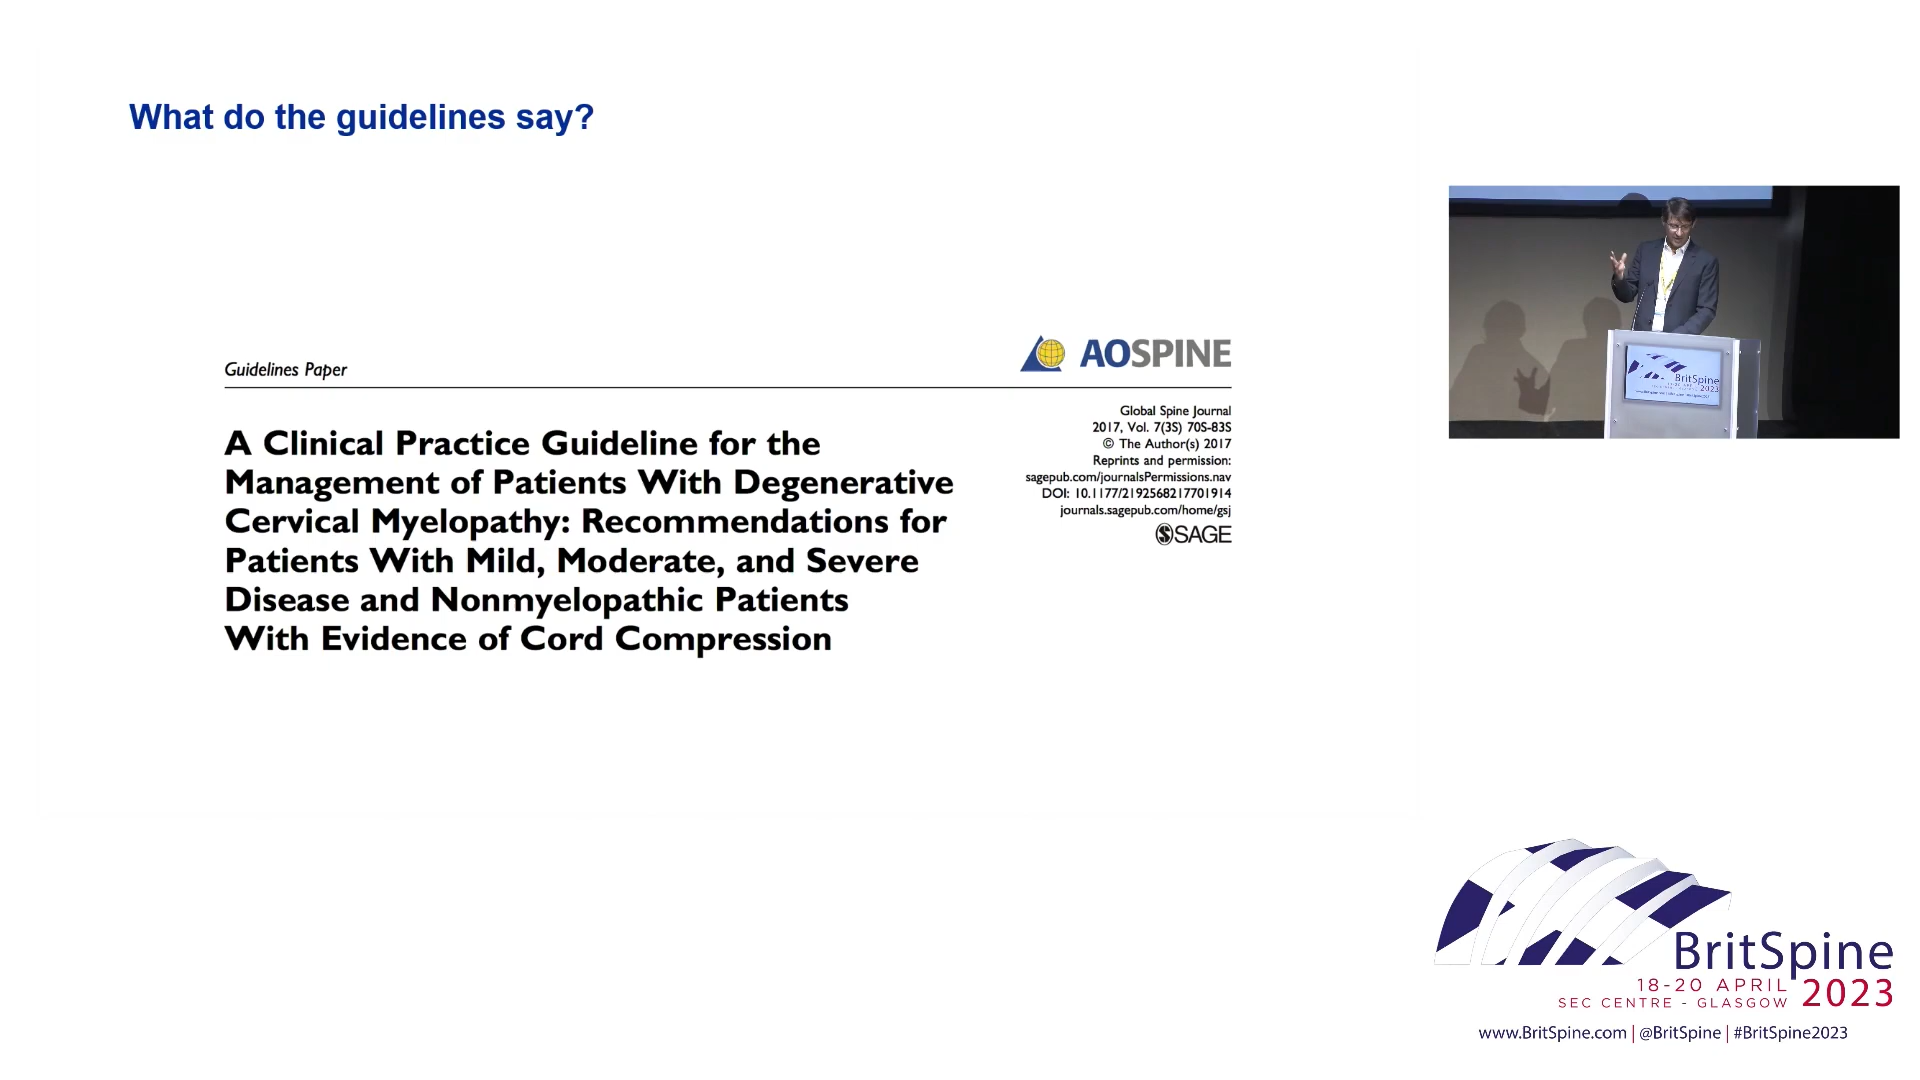 What do the guidelines say?
Guidelines Paper
AOSPINE
Global Spine Journal
2017, Vol. 7(3S) 70S-83S
© The Author(s) 2017
Reprints and permission:
sagepub.com/journalsPermissions.nav
DOI: 10.1177/2192568217701914
journals.sagepub.com/home/gsj
SAGE
A Clinical Practice Guideline for the
Management of Patients With Degenerative
Cervical Myelopathy: Recommendations for
Patients With Mild, Moderate, and Severe
Disease and Nonmyelopathic Patients
With Evidence of Cord Compression
BritSpine
2023
BritSpine
18-20 APRIL
SEC CENTRE - GLASGOW
2023
www.BritSpine.com | @BritSpine | #BritSpine2023